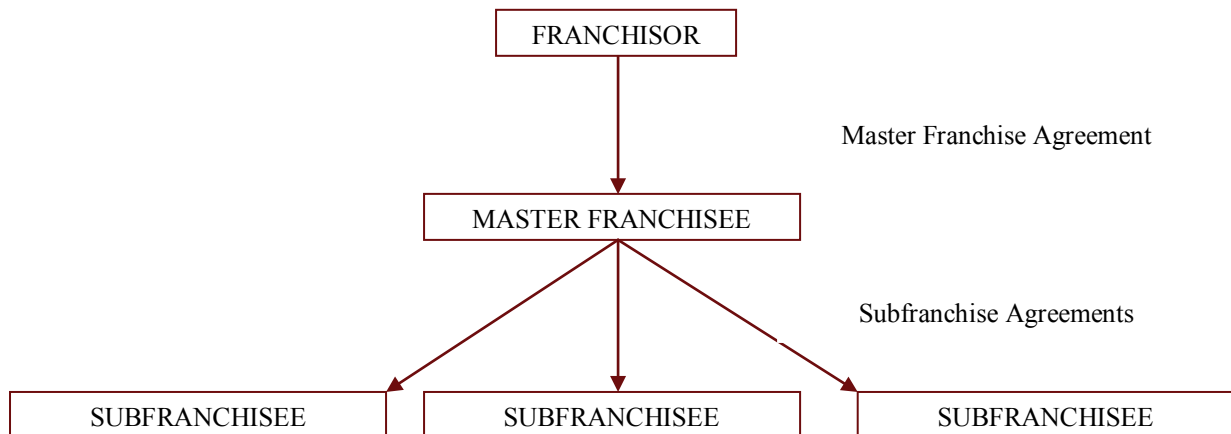 FRANCHISOR
Master Franchise Agreement
MASTER FRANCHISEE
Subfranchise Agreements
SUBFRANCHISEE
SUBFRANCHISEE
SUBFRANCHISEE